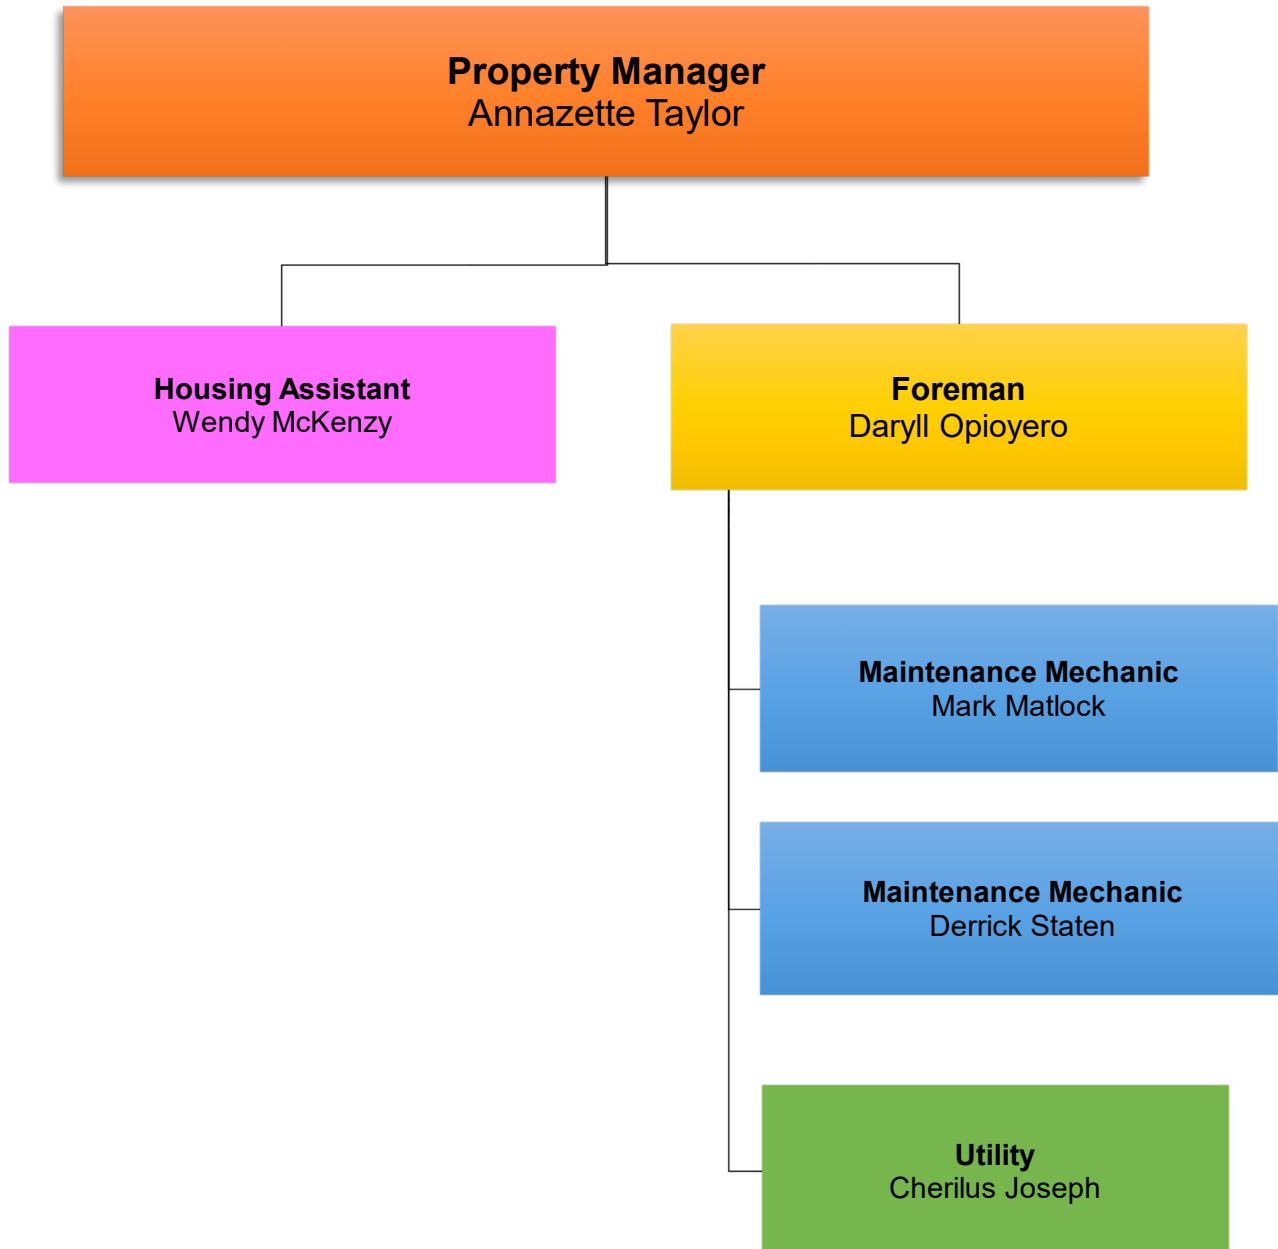 Property Manager
Annazette Taylor
Housing Assistant
Wendy McKenzy
Foreman
Daryll Opioyero
Maintenance Mechanic
Mark Matlock
Maintenance Mechanic
Derrick Staten
Utility
Cherilus Joseph